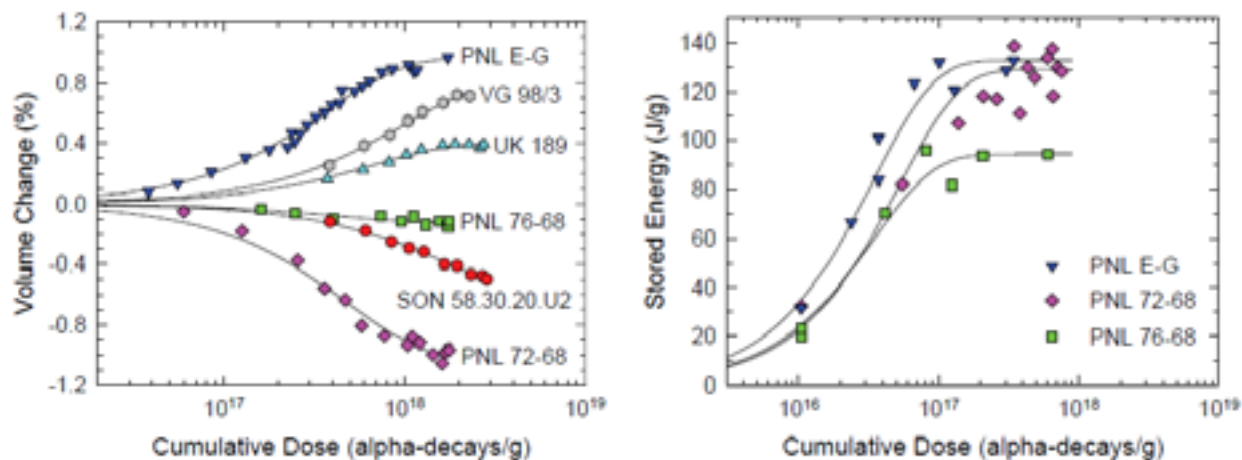 1.2
0.8
0.4
0.0
-0.4
-0.8
-1.2
Volume Change (%)
PNL E-G
VG 98/3
UK 189
PNL 76-68
SON 58.30.20.U2
PNL 72-68
10^17
10^18
10^19
Cumulative Dose (alpha-decays/g)
140
120
100
80
60
40
20
0
Stored Energy (J/g)
PNL E-G
PNL 72-68
PNL 76-68
10^16
10^17
10^18
10^19
Cumulative Dose (alpha-decays/g)